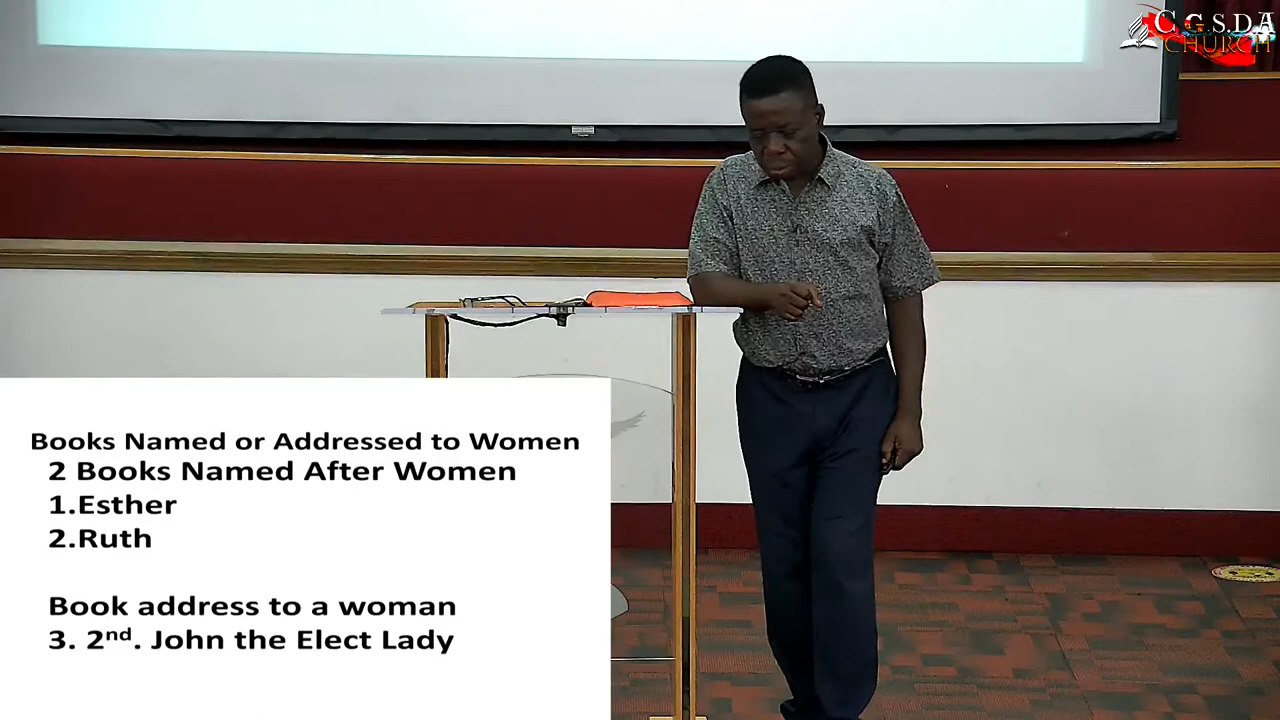 C.G.S.D.A
CHURCH
Books Named or Addressed to Women
2 Books Named After Women
1.Esther
2.Ruth
Book address to a woman
3. 2nd. John the Elect Lady